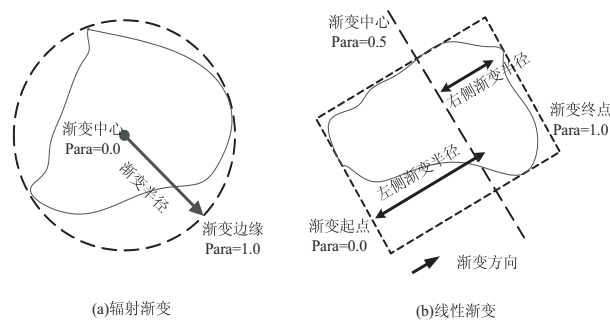 渐变中心
Para=0.0
渐变半径
渐变边缘
Para=1.0
(a)辐射渐变
渐变中心
Para=0.5
右侧渐变半径
渐变终点
Para=1.0
左侧渐变半径
渐变起点
Para=0.0
渐变方向
(b)线性渐变